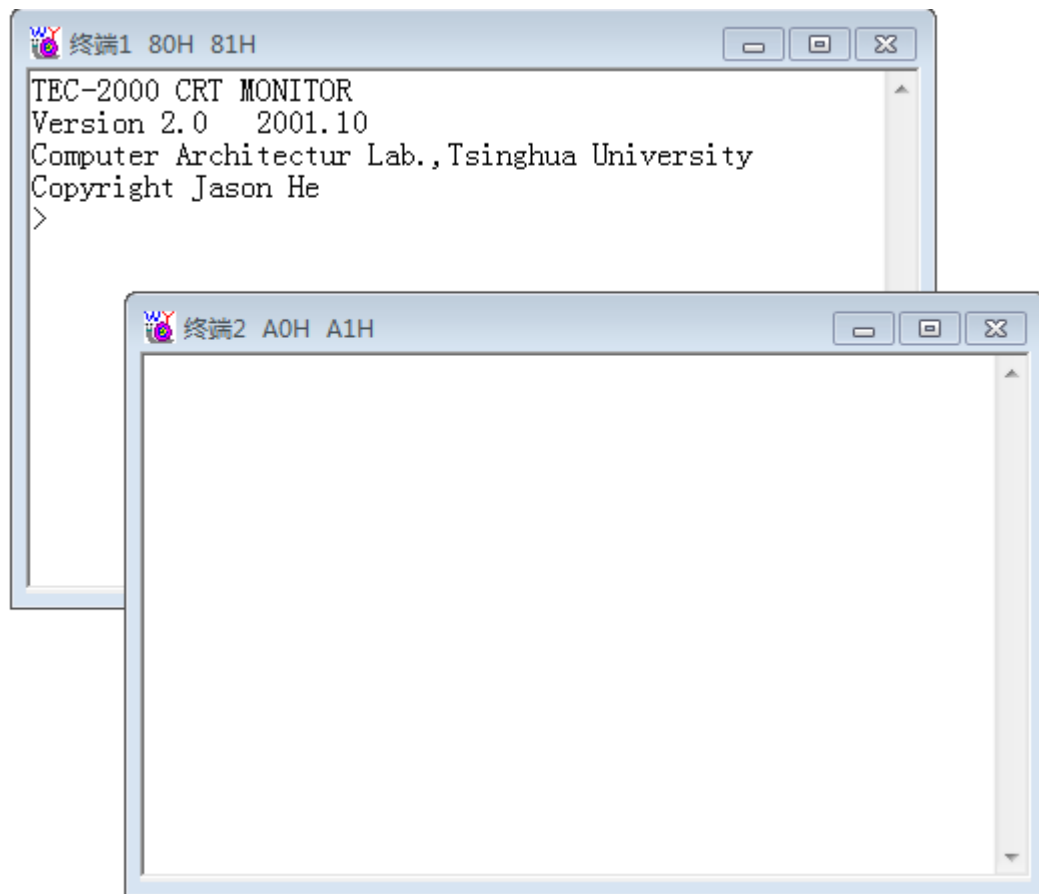 终端1 80H 81H
TEC-2000 CRT MONITOR
Version 2.0 2001.10
Computer Architectur Lab.,Tsinghua University
Copyright Jason He
>
终端2 A0H A1H